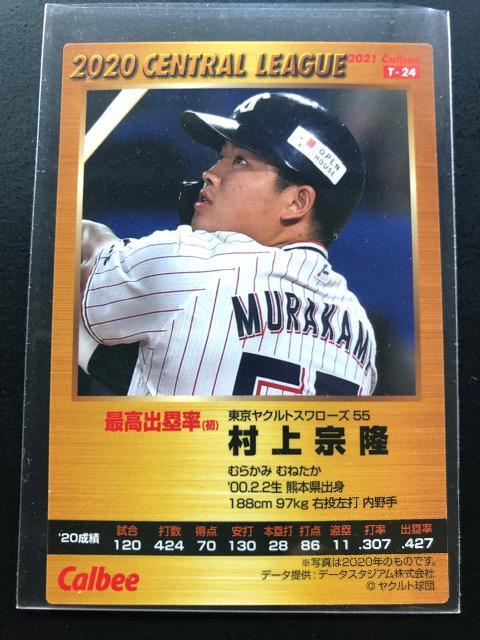 2020 CENTRAL LEAGUE
2021 Calbee
T-24
OPEN
HOUSE
MURAKAMI
55
最高出塁率(初)
東京ヤクルトスワローズ 55
村上宗隆
むらかみ むねたか
'00.2.2生 熊本県出身
188cm 97kg 右投左打 内野手
'20成績 試合 打数 得点 安打 本塁打 打点 盗塁 打率 出塁率
120 424 70 130 28 86 11 .307 .427
※写真は2020年のものです。
Calbee
データ提供:データスタジアム株式会社
© ヤクルト球団